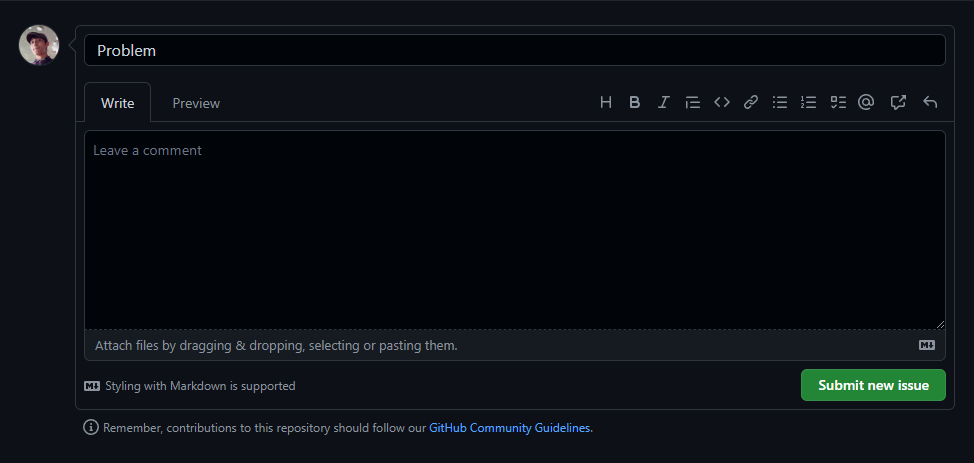 Problem
Write Preview
Leave a comment
Attach files by dragging & dropping, selecting or pasting them.
Styling with Markdown is supported
Submit new issue
Remember, contributions to this repository should follow our GitHub Community Guidelines.